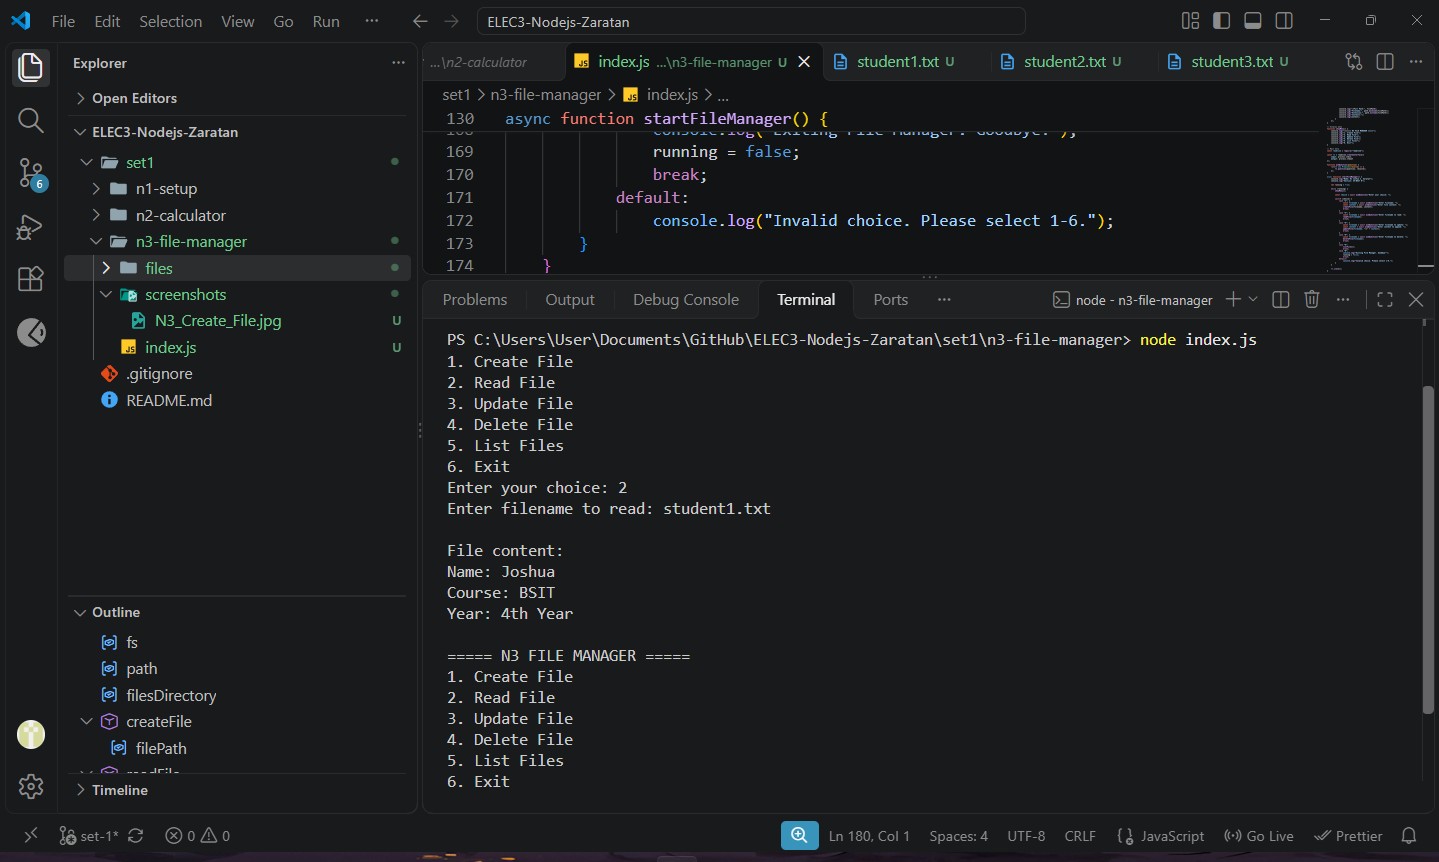 File Edit Selection View Go Run ··· ELEC3-Nodejs-Zaratan
Explorer
Open Editors
ELEC3-Nodejs-Zaratan
set1
n1-setup
n2-calculator
n3-file-manager
files
screenshots
N3_Create_File.jpg U
index.js U
.gitignore
README.md
6
Outline
fs
path
filesDirectory
createFile
filePath
Timeline
...\n2-calculator index.js ...\n3-file-manager U student1.txt U student2.txt U student3.txt U
set1 > n3-file-manager > index.js > ...
130 async function startFileManager() {
169 running = false;
170 break;
171 default:
172 console.log("Invalid choice. Please select 1-6.");
173 }
174 }
Problems Output Debug Console Terminal Ports ··· node - n3-file-manager
PS C:\Users\User\Documents\GitHub\ELEC3-Nodejs-Zaratan\set1\n3-file-manager> node index.js
1. Create File
2. Read File
3. Update File
4. Delete File
5. List Files
6. Exit
Enter your choice: 2
Enter filename to read: student1.txt
File content:
Name: Joshua
Course: BSIT
Year: 4th Year
===== N3 FILE MANAGER =====
1. Create File
2. Read File
3. Update File
4. Delete File
5. List Files
6. Exit
set-1* 0 0 Ln 180, Col 1 Spaces: 4 UTF-8 CRLF {} JavaScript Go Live Prettier